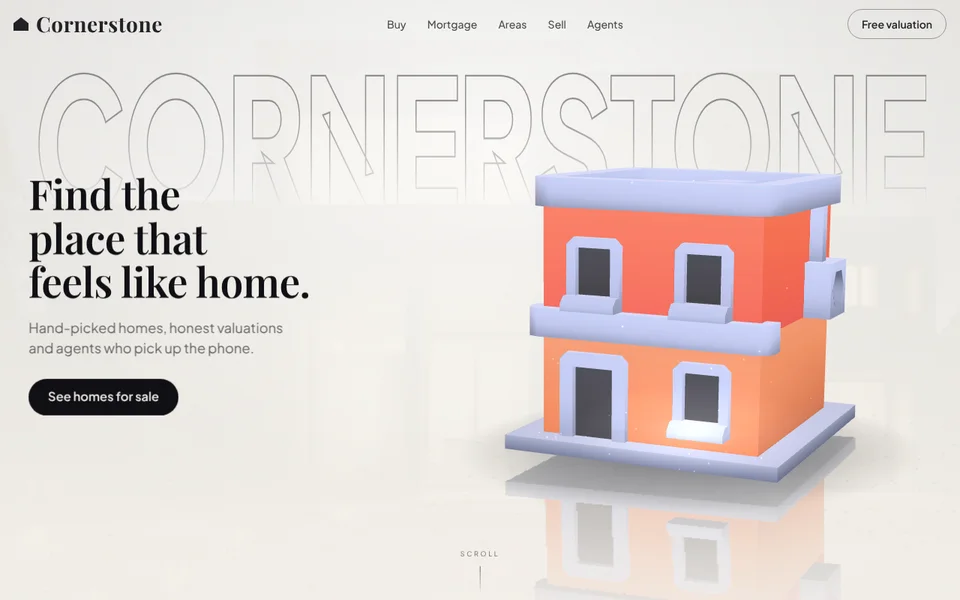 Cornerstone
Buy
Mortgage
Areas
Sell
Agents
Free valuation
CORNERSTONE
Find the
place that
feels like home.
Hand-picked homes, honest valuations
and agents who pick up the phone.
See homes for sale
SCROLL